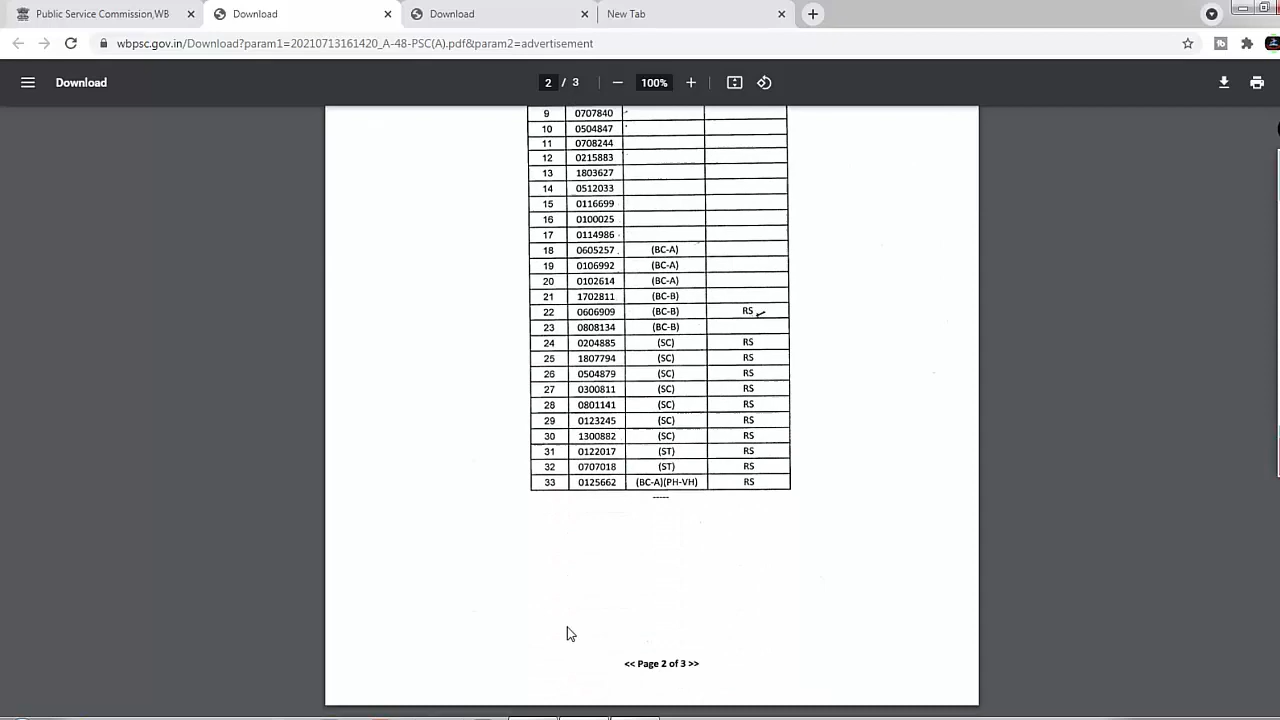 Public Service Commission,WB
Download
Download
New Tab
wbpsc.gov.in/Download?param1=20210713161420_A-48-PSC(A).pdf&param2=advertisement
Download
2 / 3
100%
9 0707840
10 0504847
11 0708244
12 0215883
13 1803627
14 0512033
15 0116699
16 0100025
17 0114986
18 0605257 (BC-A)
19 0106992 (BC-A)
20 0102614 (BC-A)
21 1702811 (BC-B)
22 0606909 (BC-B) RS
23 0808134 (BC-B)
24 0204885 (SC) RS
25 1807794 (SC) RS
26 0504879 (SC) RS
27 0300811 (SC) RS
28 0801141 (SC) RS
29 0123245 (SC) RS
30 1300882 (SC) RS
31 0122017 (ST) RS
32 0707018 (ST) RS
33 0125662 (BC-A)(PH-VH) RS
-----
<< Page 2 of 3 >>